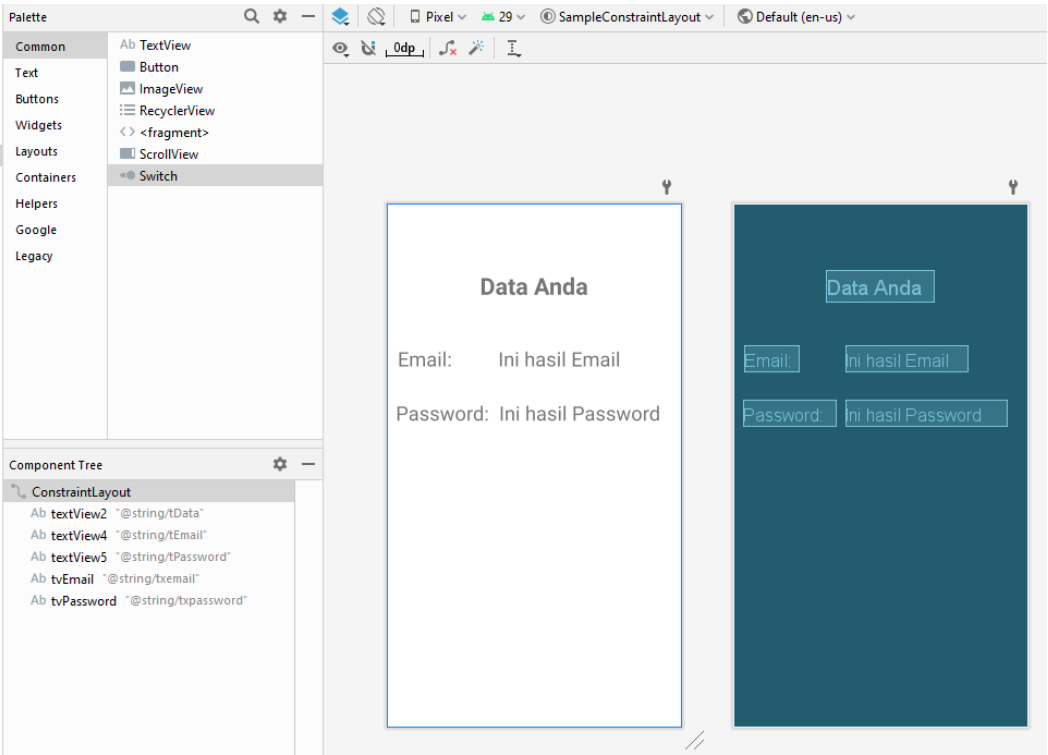 Palette
Pixel 29 SampleConstraintLayout Default (en-us)
Common
Text
Buttons
Widgets
Layouts
Containers
Helpers
Google
Legacy
Ab TextView
Button
ImageView
RecyclerView
<> <fragment>
ScrollView
Switch
0dp
Data Anda
Email: Ini hasil Email
Password: Ini hasil Password
Data Anda
Email: Ini hasil Email
Password: Ini hasil Password
Component Tree
ConstraintLayout
Ab textView2 "@string/tData"
Ab textView4 "@string/tEmail"
Ab textView5 "@string/tPassword"
Ab tvEmail "@string/txemail"
Ab tvPassword "@string/txpassword"